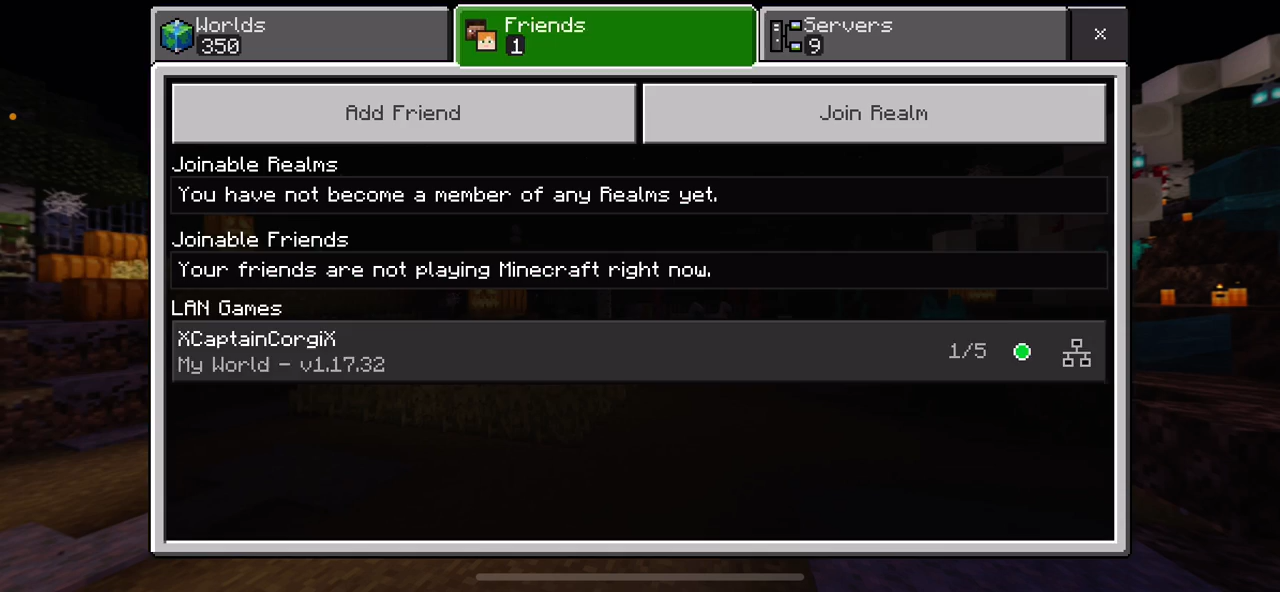 Worlds
350
Friends
1
Servers
9
Add Friend
Join Realm
Joinable Realms
You have not become a member of any Realms yet.
Joinable Friends
Your friends are not playing Minecraft right now.
LAN Games
XCaptainCorgiX
My World - v1.17.32
1/5